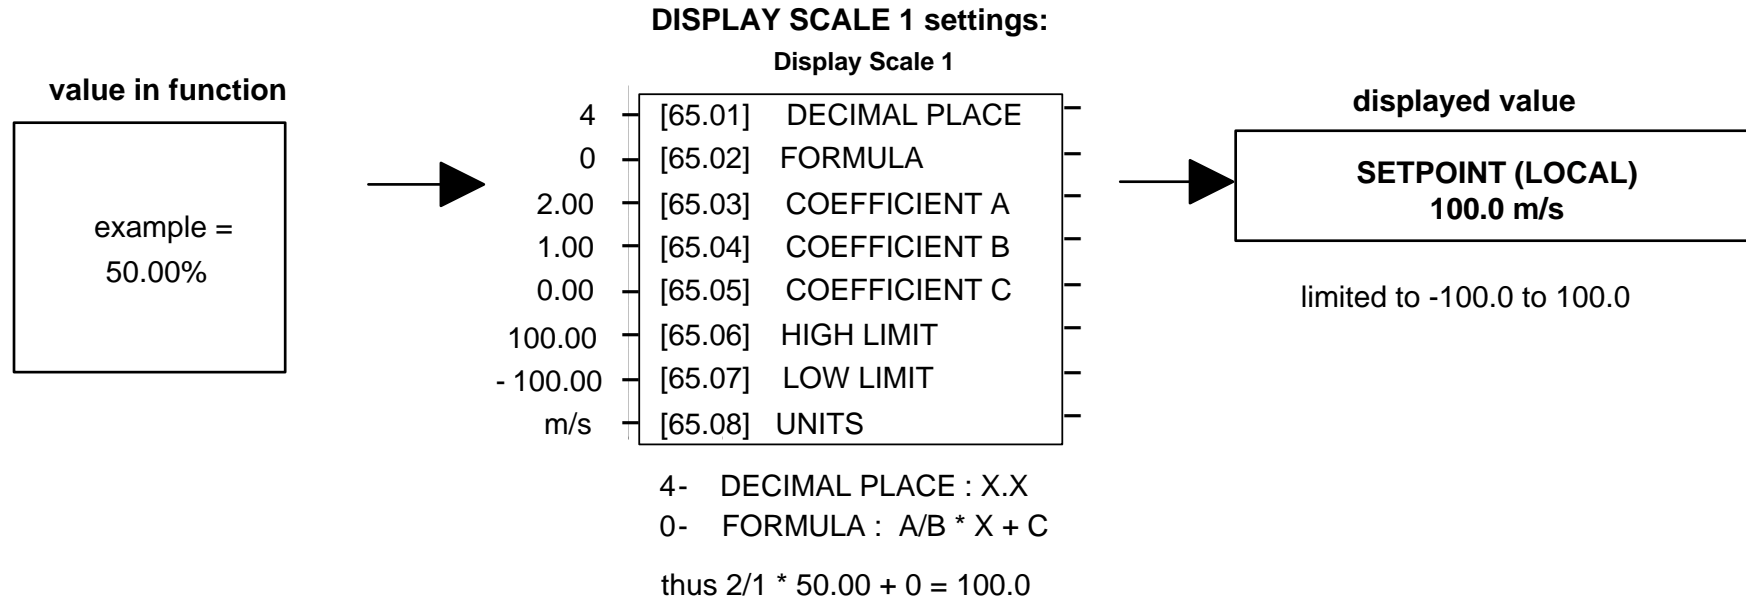 DISPLAY SCALE 1 settings:
Display Scale 1
value in function
example =
50.00%
4 [65.01] DECIMAL PLACE
0 [65.02] FORMULA
2.00 [65.03] COEFFICIENT A
1.00 [65.04] COEFFICIENT B
0.00 [65.05] COEFFICIENT C
100.00 [65.06] HIGH LIMIT
- 100.00 [65.07] LOW LIMIT
m/s [65.08] UNITS
4- DECIMAL PLACE : X.X
0- FORMULA : A/B * X + C
thus 2/1 * 50.00 + 0 = 100.0
displayed value
SETPOINT (LOCAL)
100.0 m/s
limited to -100.0 to 100.0